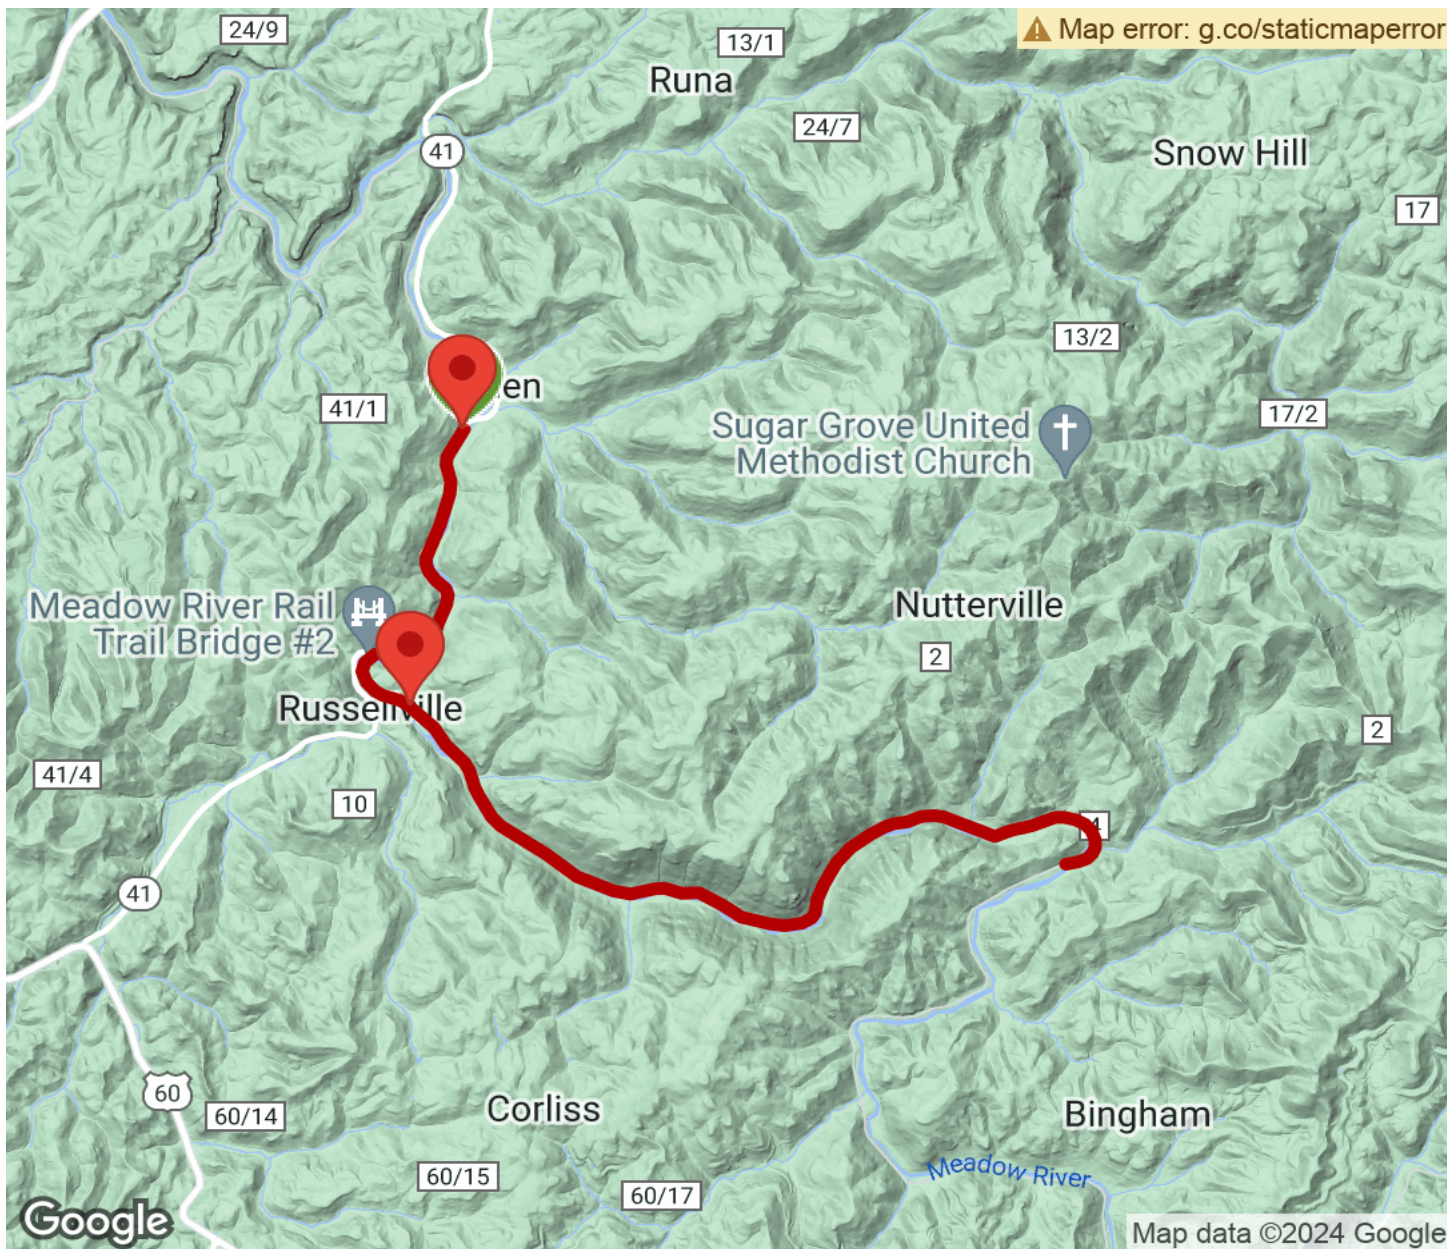 24/9
13/1
Map error: g.co/staticmaperror
Runa
24/7
41
Snow Hill
17
13/2
en
41/1
17/2
Sugar Grove United
Methodist Church
Meadow River Rail
Trail Bridge #2
Nutterville
2
Russellville
2
41/4
10
4
41
60
60/14
Corliss
Bingham
60/15
60/17
Meadow River
Google
Map data ©2024 Google